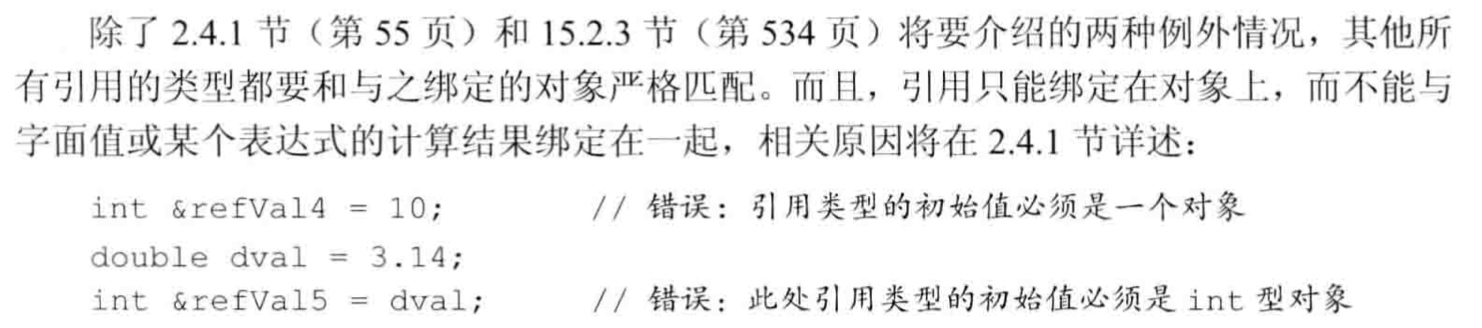 除了 2.4.1 节（第 55 页）和 15.2.3 节（第 534 页）将要介绍的两种例外情况，其他所
有引用的类型都要和与之绑定的对象严格匹配。而且，引用只能绑定在对象上，而不能与
字面值或某个表达式的计算结果绑定在一起，相关原因将在 2.4.1 节详述：
int &refVal4 = 10; // 错误：引用类型的初始值必须是一个对象
double dval = 3.14;
int &refVal5 = dval; // 错误：此处引用类型的初始值必须是 int 型对象